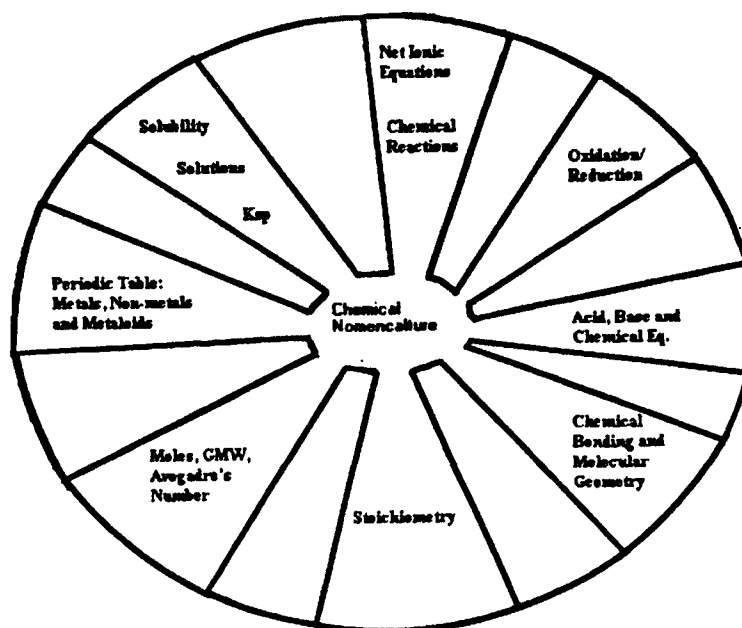 Net Ionic
Equations
Chemical
Reactions
Solubility
Solutions
Ksp
Oxidation/
Reduction
Periodic Table:
Metals, Non-metals
and Metaloids
Chemical
Nomenculture
Acid, Base and
Chemical Eq.
Chemical
Bonding and
Molecular
Geometry
Moles, GMW,
Avogadro's
Number
Stoichiometry